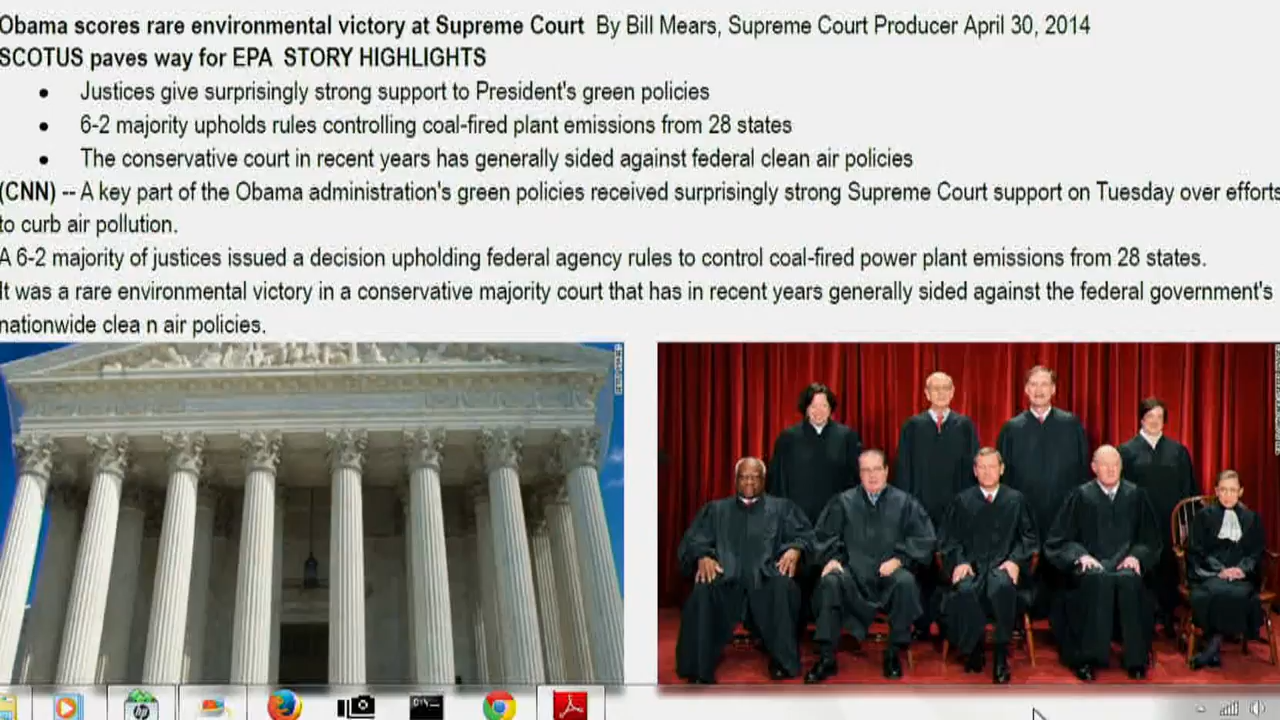 Obama scores rare environmental victory at Supreme Court By Bill Mears, Supreme Court Producer April 30, 2014
SCOTUS paves way for EPA STORY HIGHLIGHTS
• Justices give surprisingly strong support to President's green policies
• 6-2 majority upholds rules controlling coal-fired plant emissions from 28 states
• The conservative court in recent years has generally sided against federal clean air policies
(CNN) -- A key part of the Obama administration's green policies received surprisingly strong Supreme Court support on Tuesday over efforts
to curb air pollution.
A 6-2 majority of justices issued a decision upholding federal agency rules to control coal-fired power plant emissions from 28 states.
It was a rare environmental victory in a conservative majority court that has in recent years generally sided against the federal government's
nationwide clea n air policies.
hp